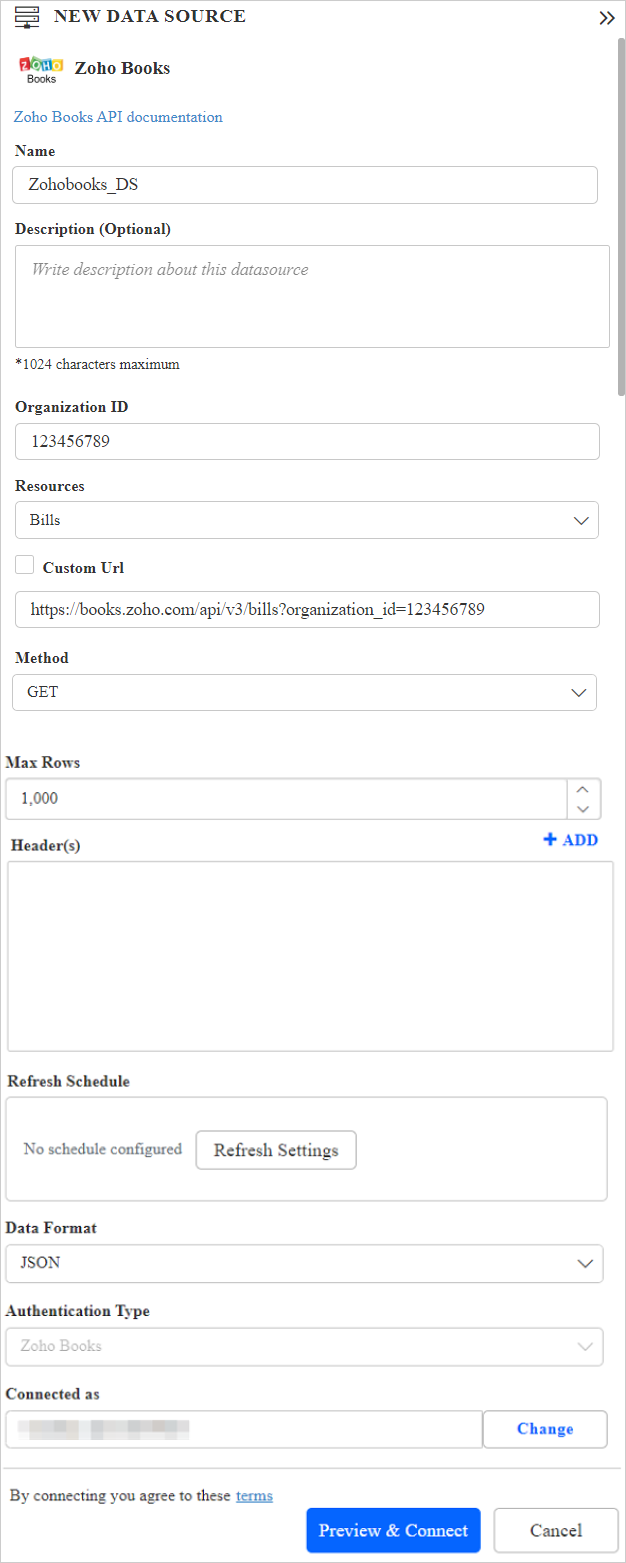 NEW DATA SOURCE
ZOHO
Books
Zoho Books
Zoho Books API documentation
Name
Zohobooks_DS
Description (Optional)
Write description about this datasource
*1024 characters maximum
Organization ID
123456789
Resources
Bills
Custom Url
https://books.zoho.com/api/v3/bills?organization_id=123456789
Method
GET
Max Rows
1,000
Header(s)
+ ADD
Refresh Schedule
No schedule configured
Refresh Settings
Data Format
JSON
Authentication Type
Zoho Books
Connected as
Change
By connecting you agree to these terms
Preview & Connect
Cancel